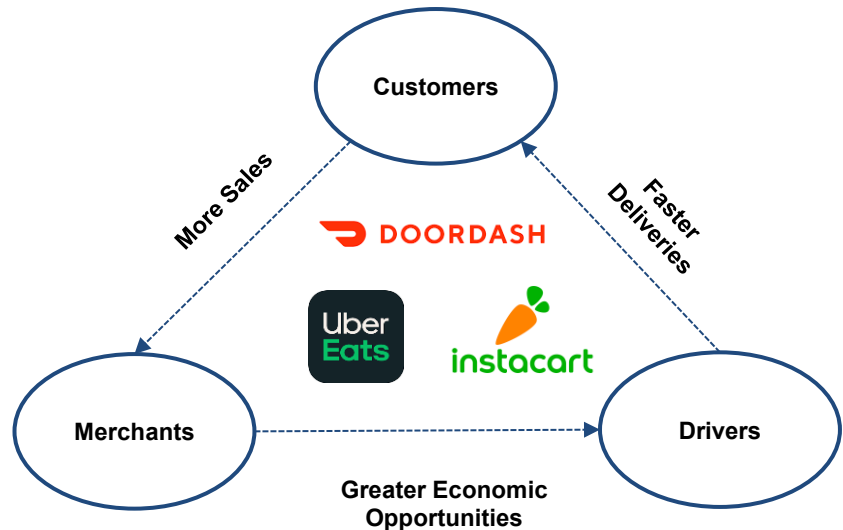 Customers
More Sales
Faster
Deliveries
DOORDASH
Uber
Eats
instacart
Merchants
Drivers
Greater Economic
Opportunities